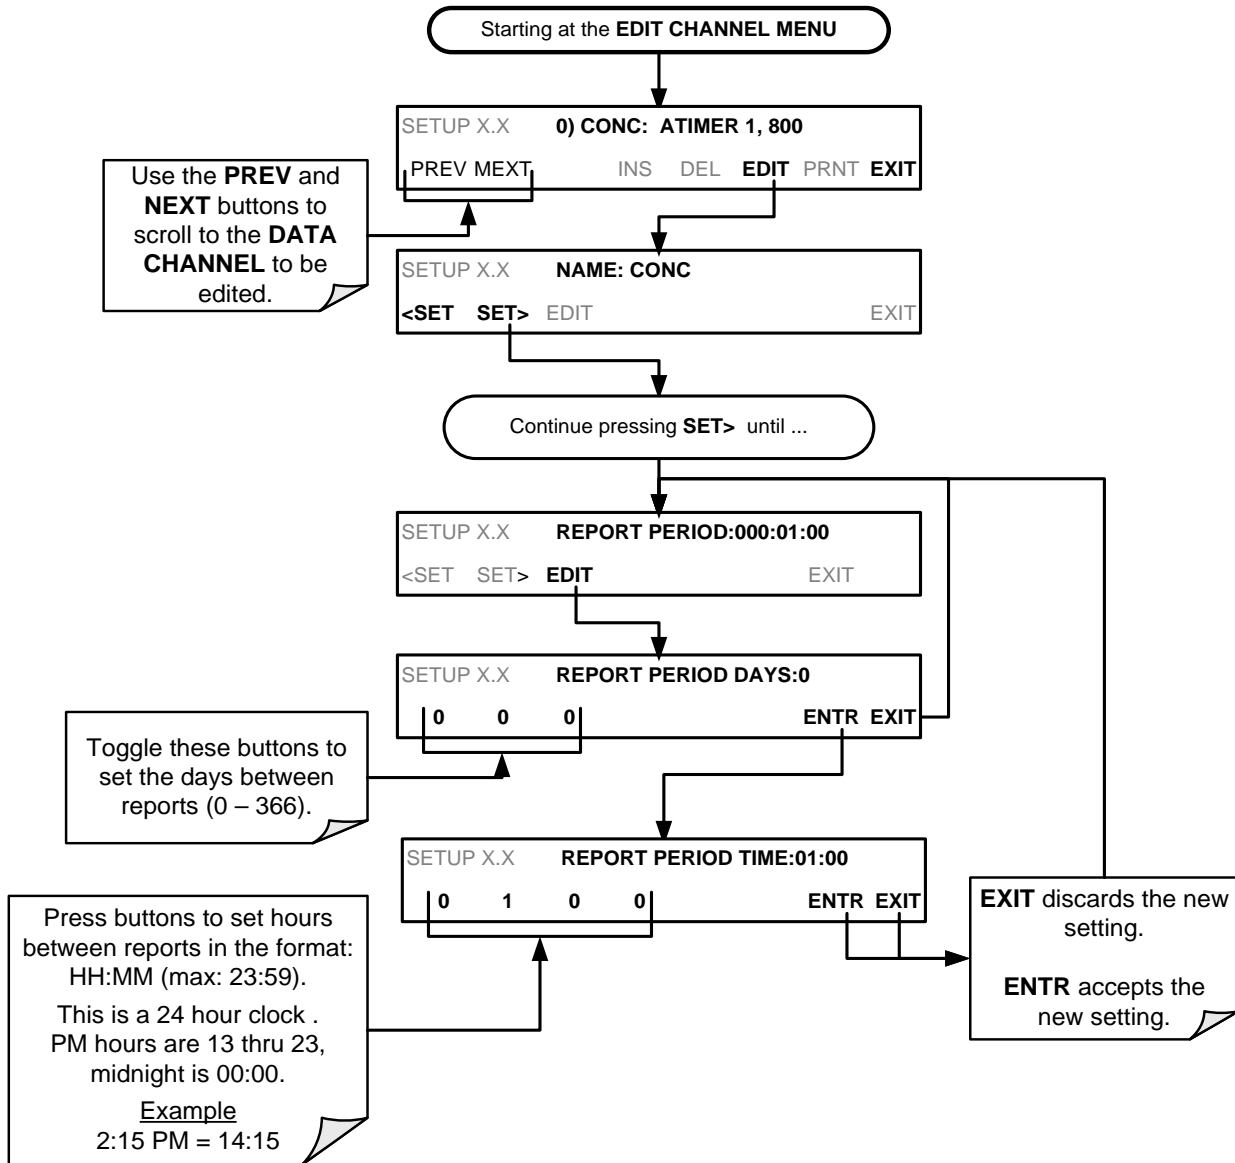 Starting at the EDIT CHANNEL MENU
SETUP X.X 0) CONC: ATIMER 1, 800
PREV MEXT INS DEL EDIT PRNT EXIT
Use the PREV and
NEXT buttons to
scroll to the DATA
CHANNEL to be
edited.
SETUP X.X NAME: CONC
<SET SET> EDIT EXIT
Continue pressing SET> until ...
SETUP X.X REPORT PERIOD:000:01:00
<SET SET> EDIT EXIT
SETUP X.X REPORT PERIOD DAYS:0
0 0 0 ENTR EXIT
Toggle these buttons to
set the days between
reports (0 – 366).
SETUP X.X REPORT PERIOD TIME:01:00
0 1 0 0 ENTR EXIT
Press buttons to set hours
between reports in the format:
HH:MM (max: 23:59).
This is a 24 hour clock .
PM hours are 13 thru 23,
midnight is 00:00.
Example
2:15 PM = 14:15
EXIT discards the new
setting.
ENTR accepts the
new setting.